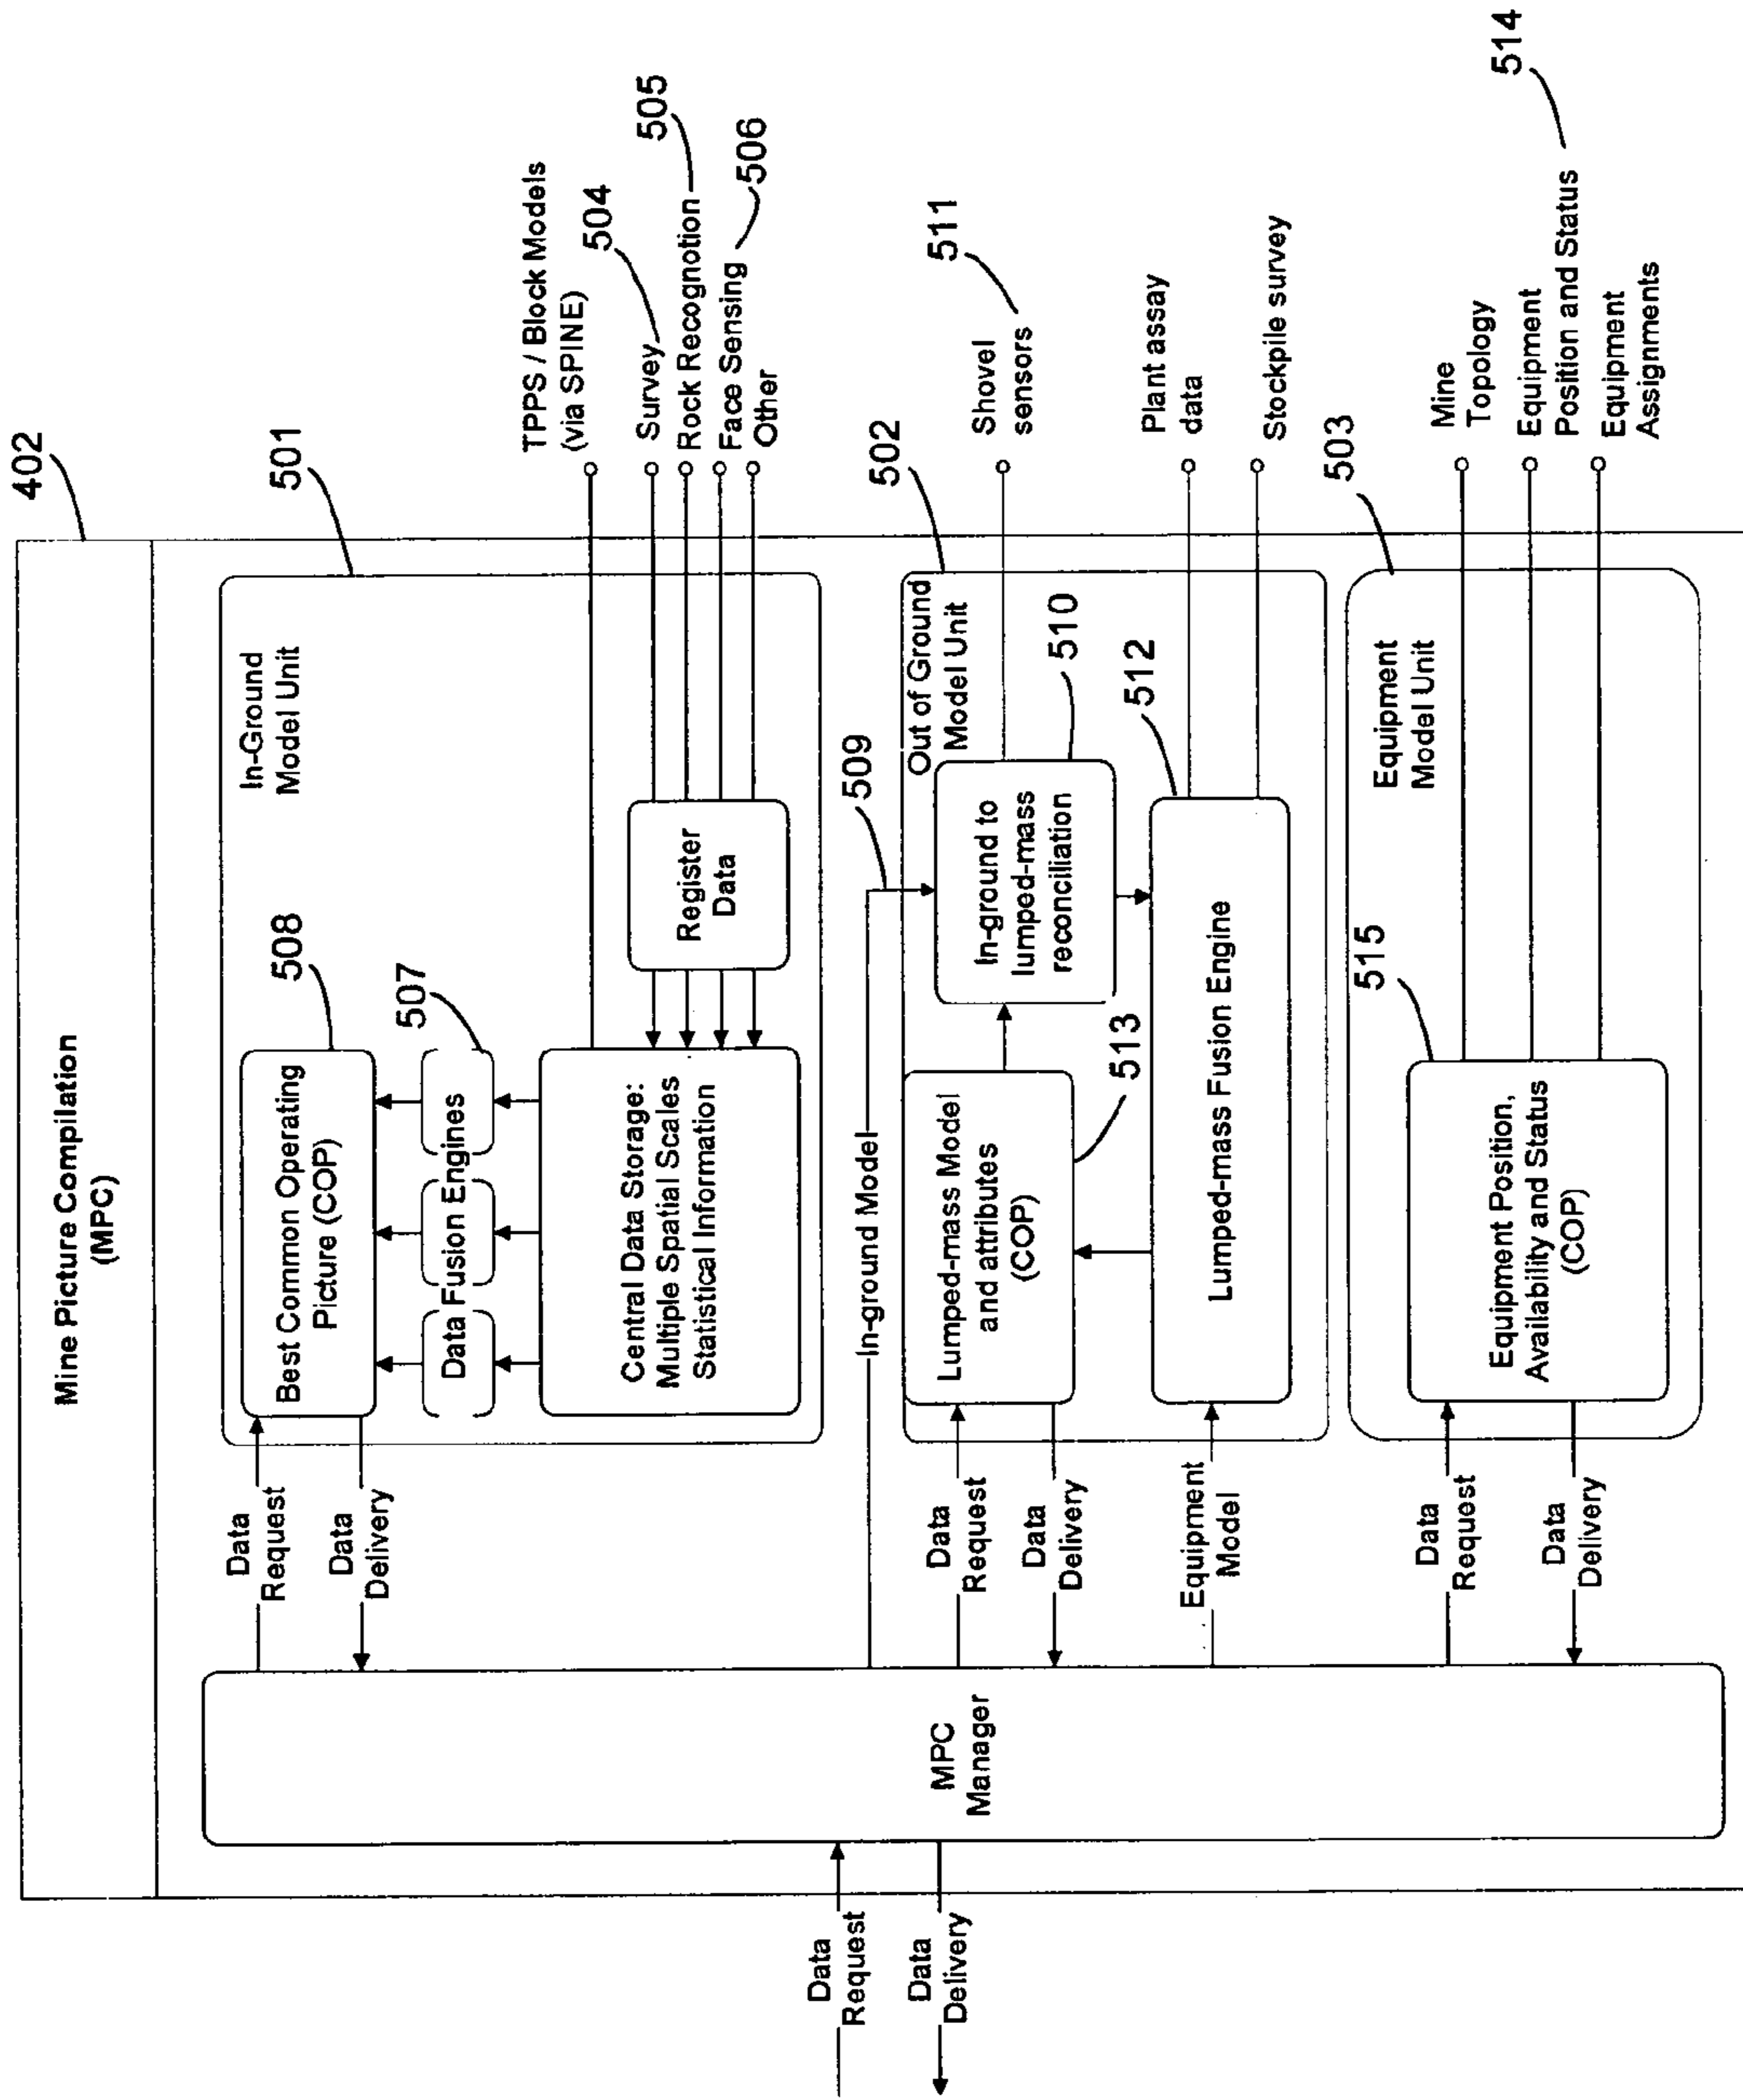 Mine Picture Compilation
(MPC)
402
Data
Request
Data
Delivery
MPC
Manager
Data
Request
Data
Delivery
501
In-Ground
Model Unit
Best Common Operating
Picture (COP)
508
Data Fusion Engines
507
Central Data Storage:
Multiple Spatial Scales
Statistical Information
Register
Data
TPPS / Block Models
(via SPINE)
504
Survey
505
Rock Recognotion
506
Face Sensing
Other
In-ground Model
509
Data
Request
Data
Delivery
Equipment
Model
502
Out of Ground
Model Unit
Lumped-mass Model
and attributes
(COP)
513
In-ground to
lumped-mass
reconciliation
510
512
Lumped-mass Fusion Engine
511
Shovel
sensors
Plant assay
data
Stockpile survey
Data
Request
Data
Delivery
503
Equipment
Model Unit
515
Equipment Position,
Availability and Status
(COP)
Mine
Topology
Equipment
Position and Status
514
Equipment
Assignments